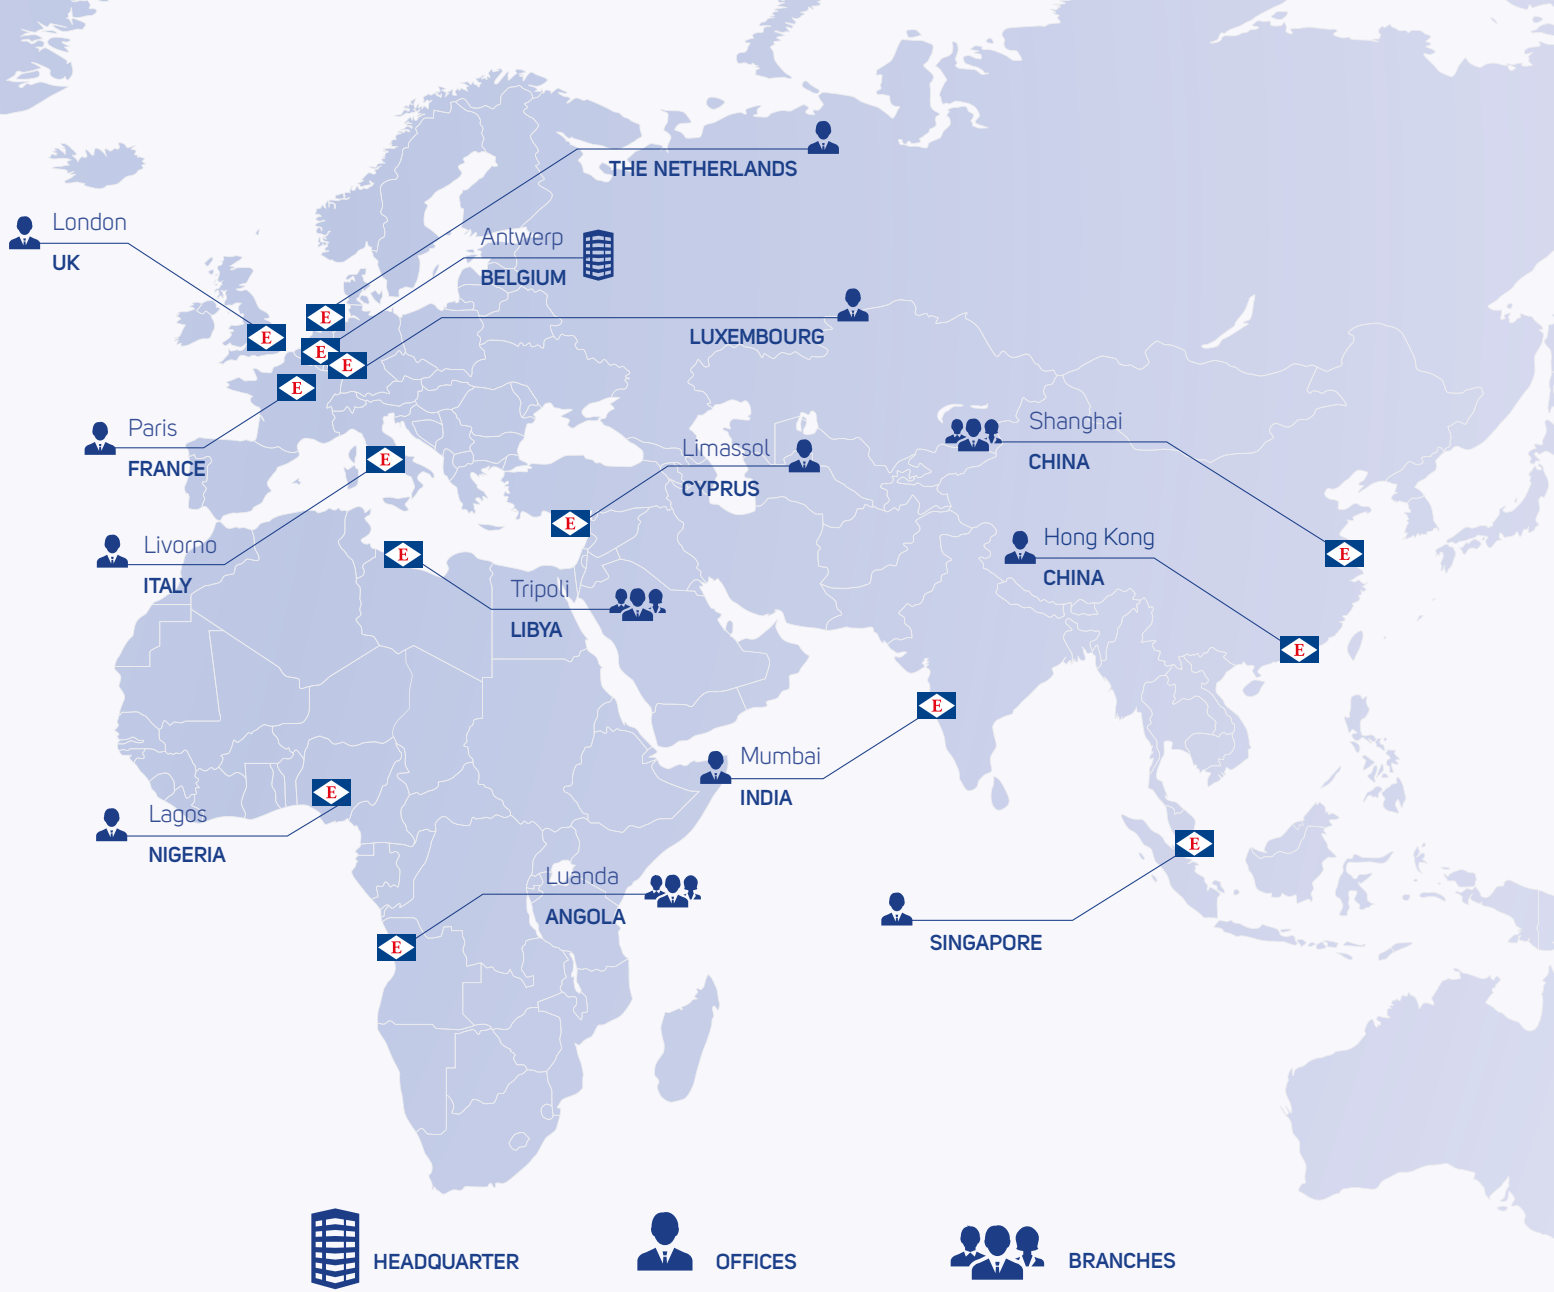 THE NETHERLANDS
London
UK
Antwerp
BELGIUM
E
E
LUXEMBOURG
E
E
E
Paris
FRANCE
Shanghai
CHINA
E
Limassol
CYPRUS
E
Livorno
ITALY
E
Hong Kong
CHINA
E
Tripoli
LIBYA
E
E
Mumbai
INDIA
E
Lagos
NIGERIA
E
Luanda
ANGOLA
SINGAPORE
E
HEADQUARTER
OFFICES
BRANCHES